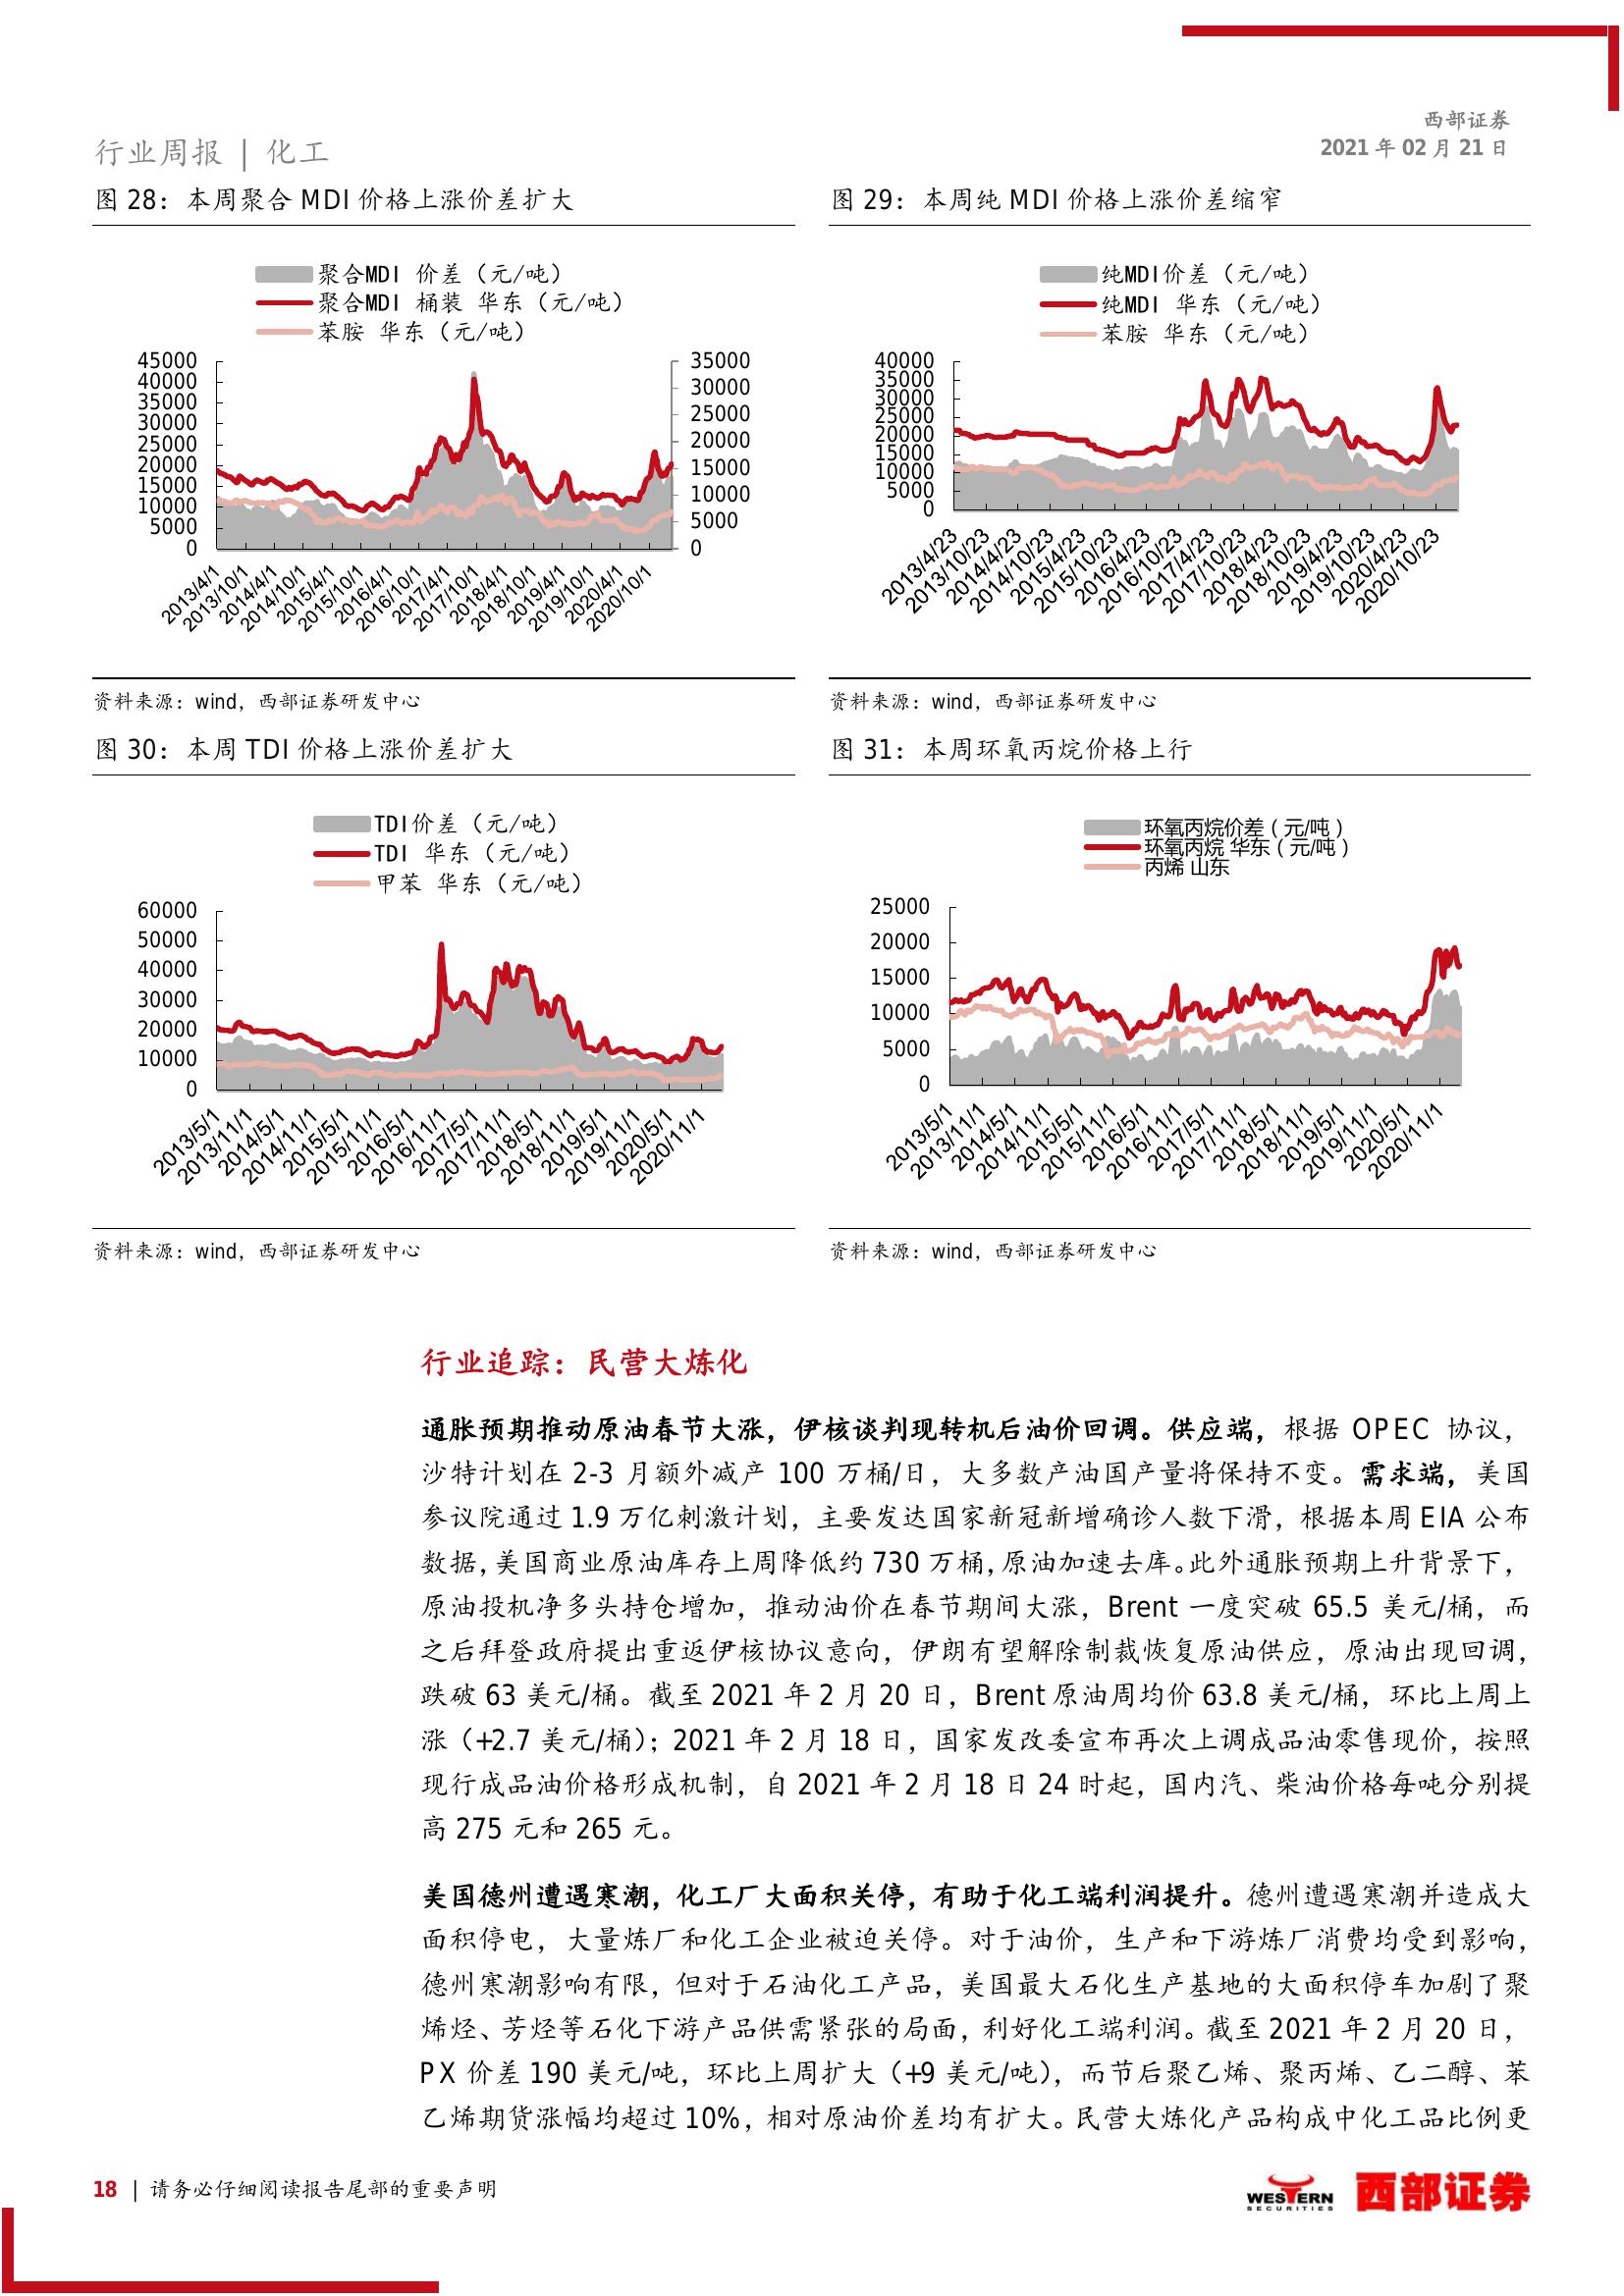 西部证券
2021 年 02 月 21 日
行业周报 | 化工
图 28：本周聚合 MDI 价格上涨价差扩大
聚合MDI 价差（元/吨）
聚合MDI 桶装 华东（元/吨）
苯胺 华东（元/吨）
45000
40000
35000
30000
25000
20000
15000
10000
5000
0
35000
30000
25000
20000
15000
10000
5000
0
2013/4/1
2013/10/1
2014/4/1
2014/10/1
2015/4/1
2015/10/1
2016/4/1
2016/10/1
2017/4/1
2017/10/1
2018/4/1
2018/10/1
2019/4/1
2019/10/1
2020/4/1
2020/10/1
资料来源：wind，西部证券研发中心
图 29：本周纯 MDI 价格上涨价差缩窄
纯MDI价差（元/吨）
纯MDI 华东（元/吨）
苯胺 华东（元/吨）
40000
35000
30000
25000
20000
15000
10000
5000
0
2013/4/23
2013/10/23
2014/4/23
2014/10/23
2015/4/23
2015/10/23
2016/4/23
2016/10/23
2017/4/23
2017/10/23
2018/4/23
2018/10/23
2019/4/23
2019/10/23
2020/4/23
2020/10/23
资料来源：wind，西部证券研发中心
图 30：本周 TDI 价格上涨价差扩大
TDI价差（元/吨）
TDI 华东（元/吨）
甲苯 华东（元/吨）
60000
50000
40000
30000
20000
10000
0
2013/5/1
2013/11/1
2014/5/1
2014/11/1
2015/5/1
2015/11/1
2016/5/1
2016/11/1
2017/5/1
2017/11/1
2018/5/1
2018/11/1
2019/5/1
2019/11/1
2020/5/1
2020/11/1
资料来源：wind，西部证券研发中心
图 31：本周环氧丙烷价格上行
环氧丙烷价差（元/吨）
环氧丙烷 华东（元/吨）
丙烯 山东
25000
20000
15000
10000
5000
0
2013/5/1
2013/11/1
2014/5/1
2014/11/1
2015/5/1
2015/11/1
2016/5/1
2016/11/1
2017/5/1
2017/11/1
2018/5/1
2018/11/1
2019/5/1
2019/11/1
2020/5/1
2020/11/1
资料来源：wind，西部证券研发中心
行业追踪：民营大炼化
通胀预期推动原油春节大涨，伊核谈判现转机后油价回调。供应端，根据 OPEC 协议，
沙特计划在 2-3 月额外减产 100 万桶/日，大多数产油国产量将保持不变。需求端，美国
参议院通过 1.9 万亿刺激计划，主要发达国家新冠新增确诊人数下滑，根据本周 EIA 公布
数据，美国商业原油库存上周降低约 730 万桶，原油加速去库。此外通胀预期上升背景下，
原油投机净多头持仓增加，推动油价在春节期间大涨，Brent 一度突破 65.5 美元/桶，而
之后拜登政府提出重返伊核协议意向，伊朗有望解除制裁恢复原油供应，原油出现回调，
跌破 63 美元/桶。截至 2021 年 2 月 20 日，Brent 原油周均价 63.8 美元/桶，环比上周上
涨（+2.7 美元/桶）；2021 年 2 月 18 日，国家发改委宣布再次上调成品油零售现价，按照
现行成品油价格形成机制，自 2021 年 2 月 18 日 24 时起，国内汽、柴油价格每吨分别提
高 275 元和 265 元。
美国德州遭遇寒潮，化工厂大面积关停，有助于化工端利润提升。德州遭遇寒潮并造成大
面积停电，大量炼厂和化工企业被迫关停。对于油价，生产和下游炼厂消费均受到影响，
德州寒潮影响有限，但对于石油化工产品，美国最大石化生产基地的大面积停车加剧了聚
烯烃、芳烃等石化下游产品供需紧张的局面，利好化工端利润。截至 2021 年 2 月 20 日，
PX 价差 190 美元/吨，环比上周扩大（+9 美元/吨），而节后聚乙烯、聚丙烯、乙二醇、苯
乙烯期货涨幅均超过 10%，相对原油价差均有扩大。民营大炼化产品构成中化工品比例更
18 | 请务必仔细阅读报告尾部的重要声明
WESTERN
SECURITIES
西部证券